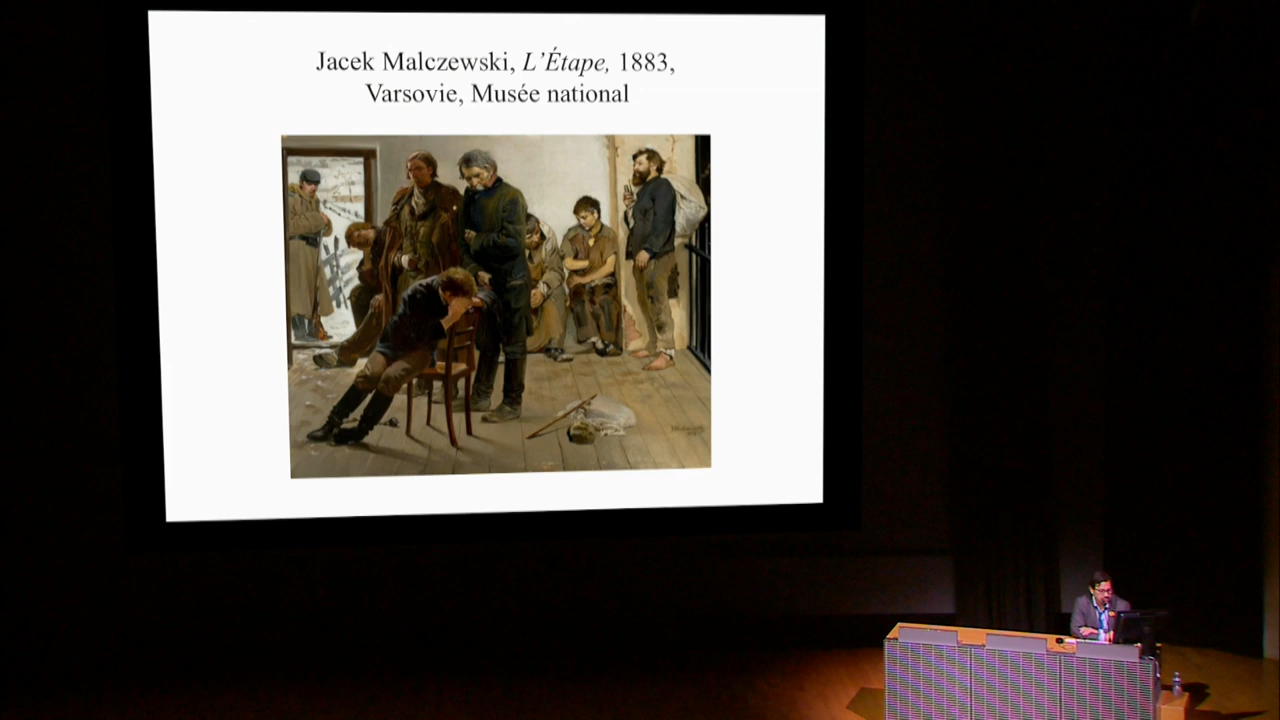 Jacek Malczewski, L’Étape, 1883,
Varsovie, Musée national